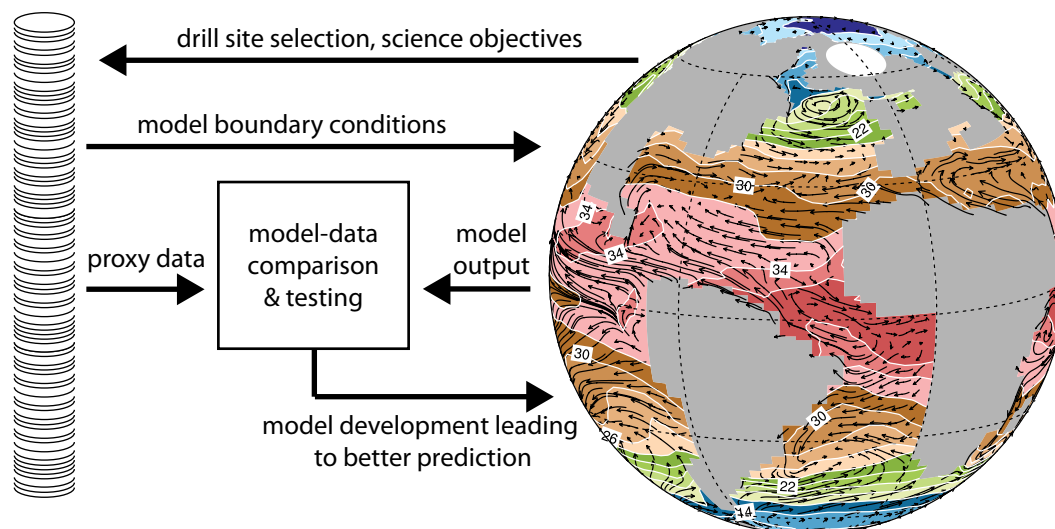 drill site selection, science objectives
model boundary conditions
proxy data
model-data
comparison
& testing
model
output
model development leading
to better prediction
22
30
30
34
34
34
30
30
26
22
14